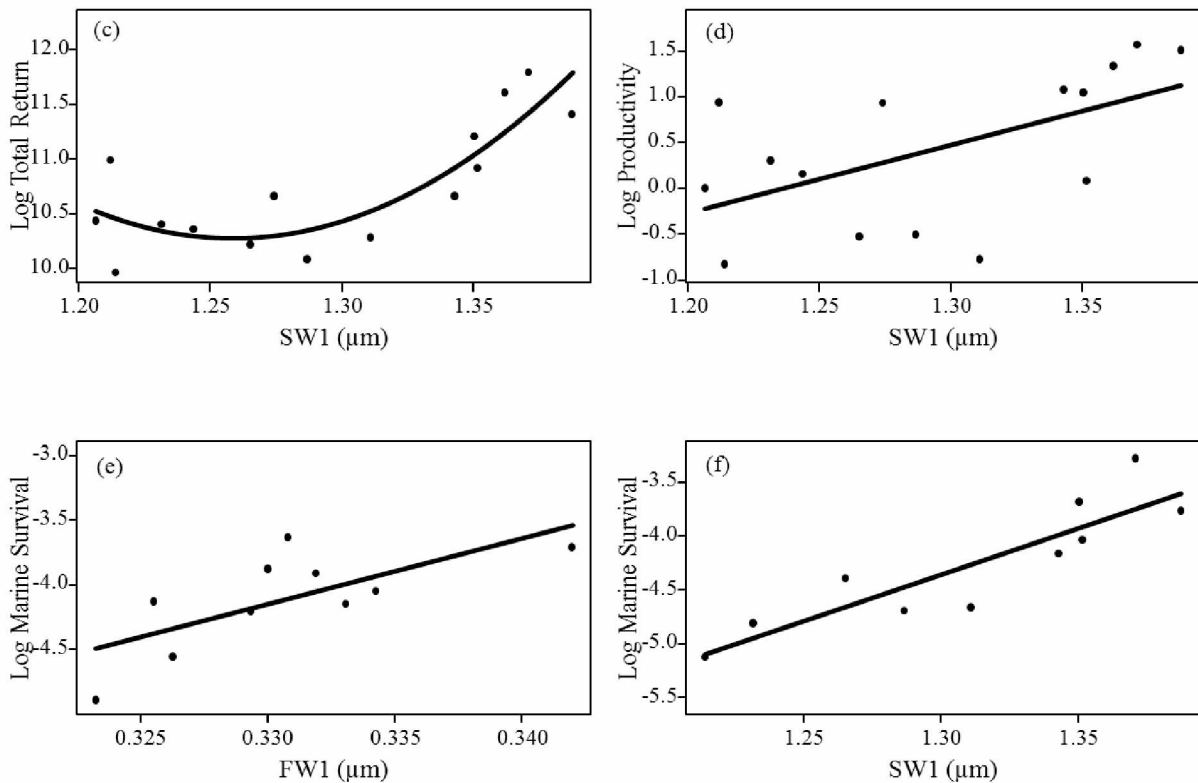 (c)
Log Total Return
12.0
11.5
11.0
10.5
10.0
1.20 1.25 1.30 1.35
SW1 (µm)
(d)
Log Productivity
1.5
1.0
0.5
0.0
-0.5
-1.0
1.20 1.25 1.30 1.35
SW1 (µm)
(e)
Log Marine Survival
-3.0
-3.5
-4.0
-4.5
0.325 0.330 0.335 0.340
FW1 (µm)
(f)
Log Marine Survival
-3.5
-4.0
-4.5
-5.0
-5.5
1.25 1.30 1.35
SW1 (µm)